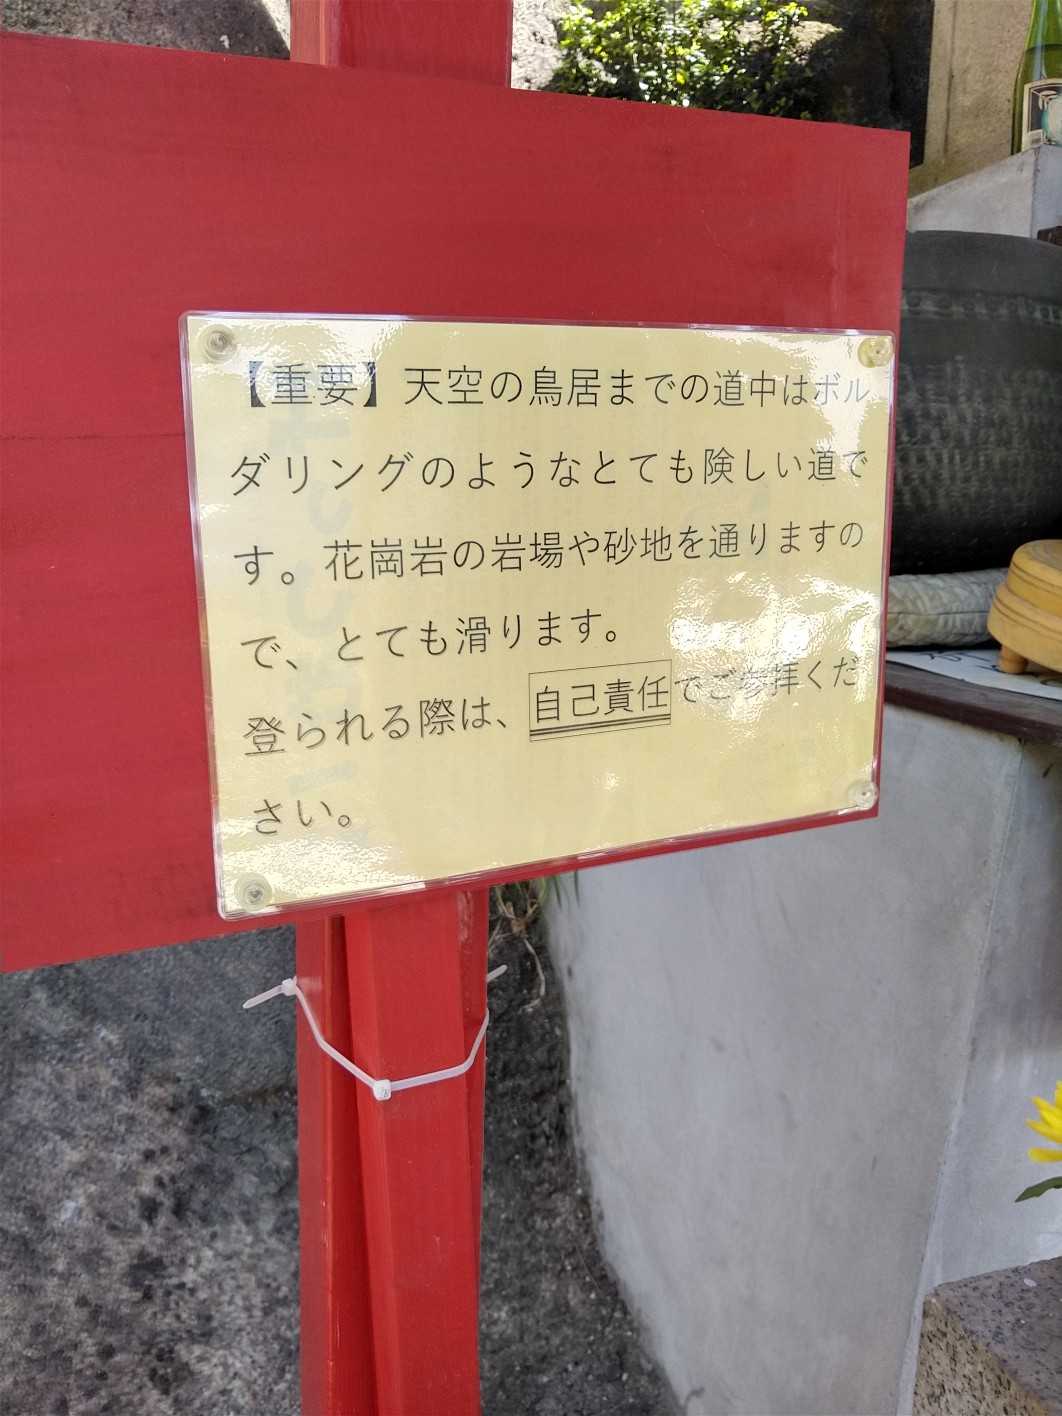 【重要】天空の鳥居までの道中はボル
ダリングのようなとても険しい道で
す。花崗岩の岩場や砂地を通りますの
で、とても滑ります。
登られる際は、自己責任でご参拝くだ
さい。